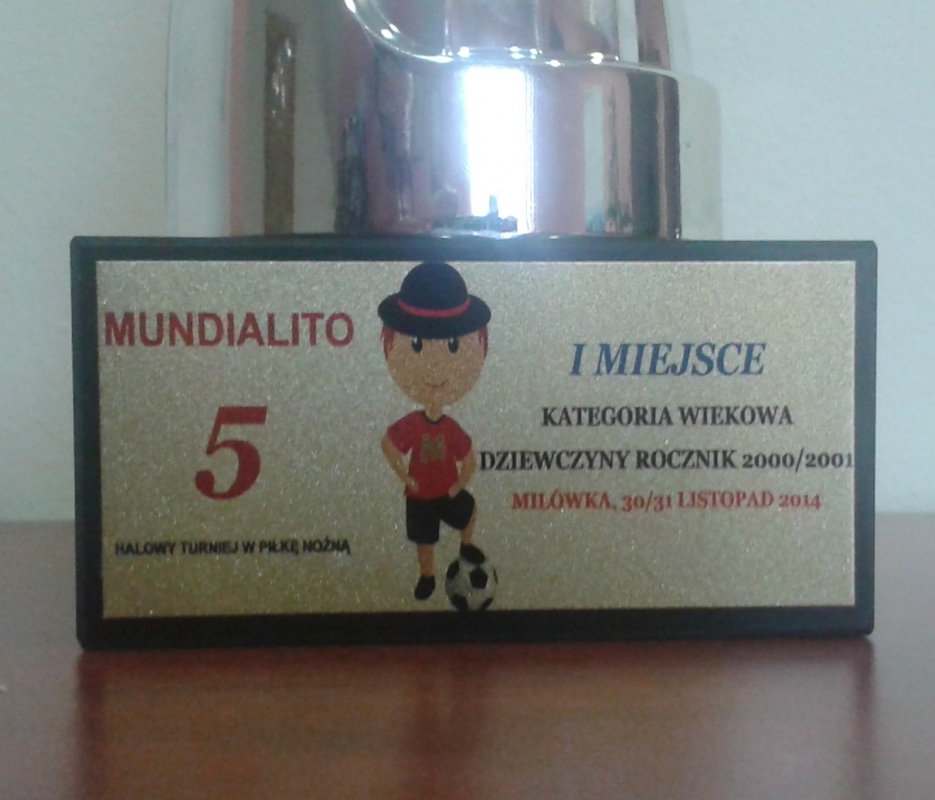 MUNDIALITO
5
HALOWY TURNIEJ W PIŁKĘ NOŻNĄ
I MIEJSCE
KATEGORIA WIEKOWA
DZIEWCZYNY ROCZNIK 2000/2001
MILÓWKA, 30/31 LISTOPAD 2014